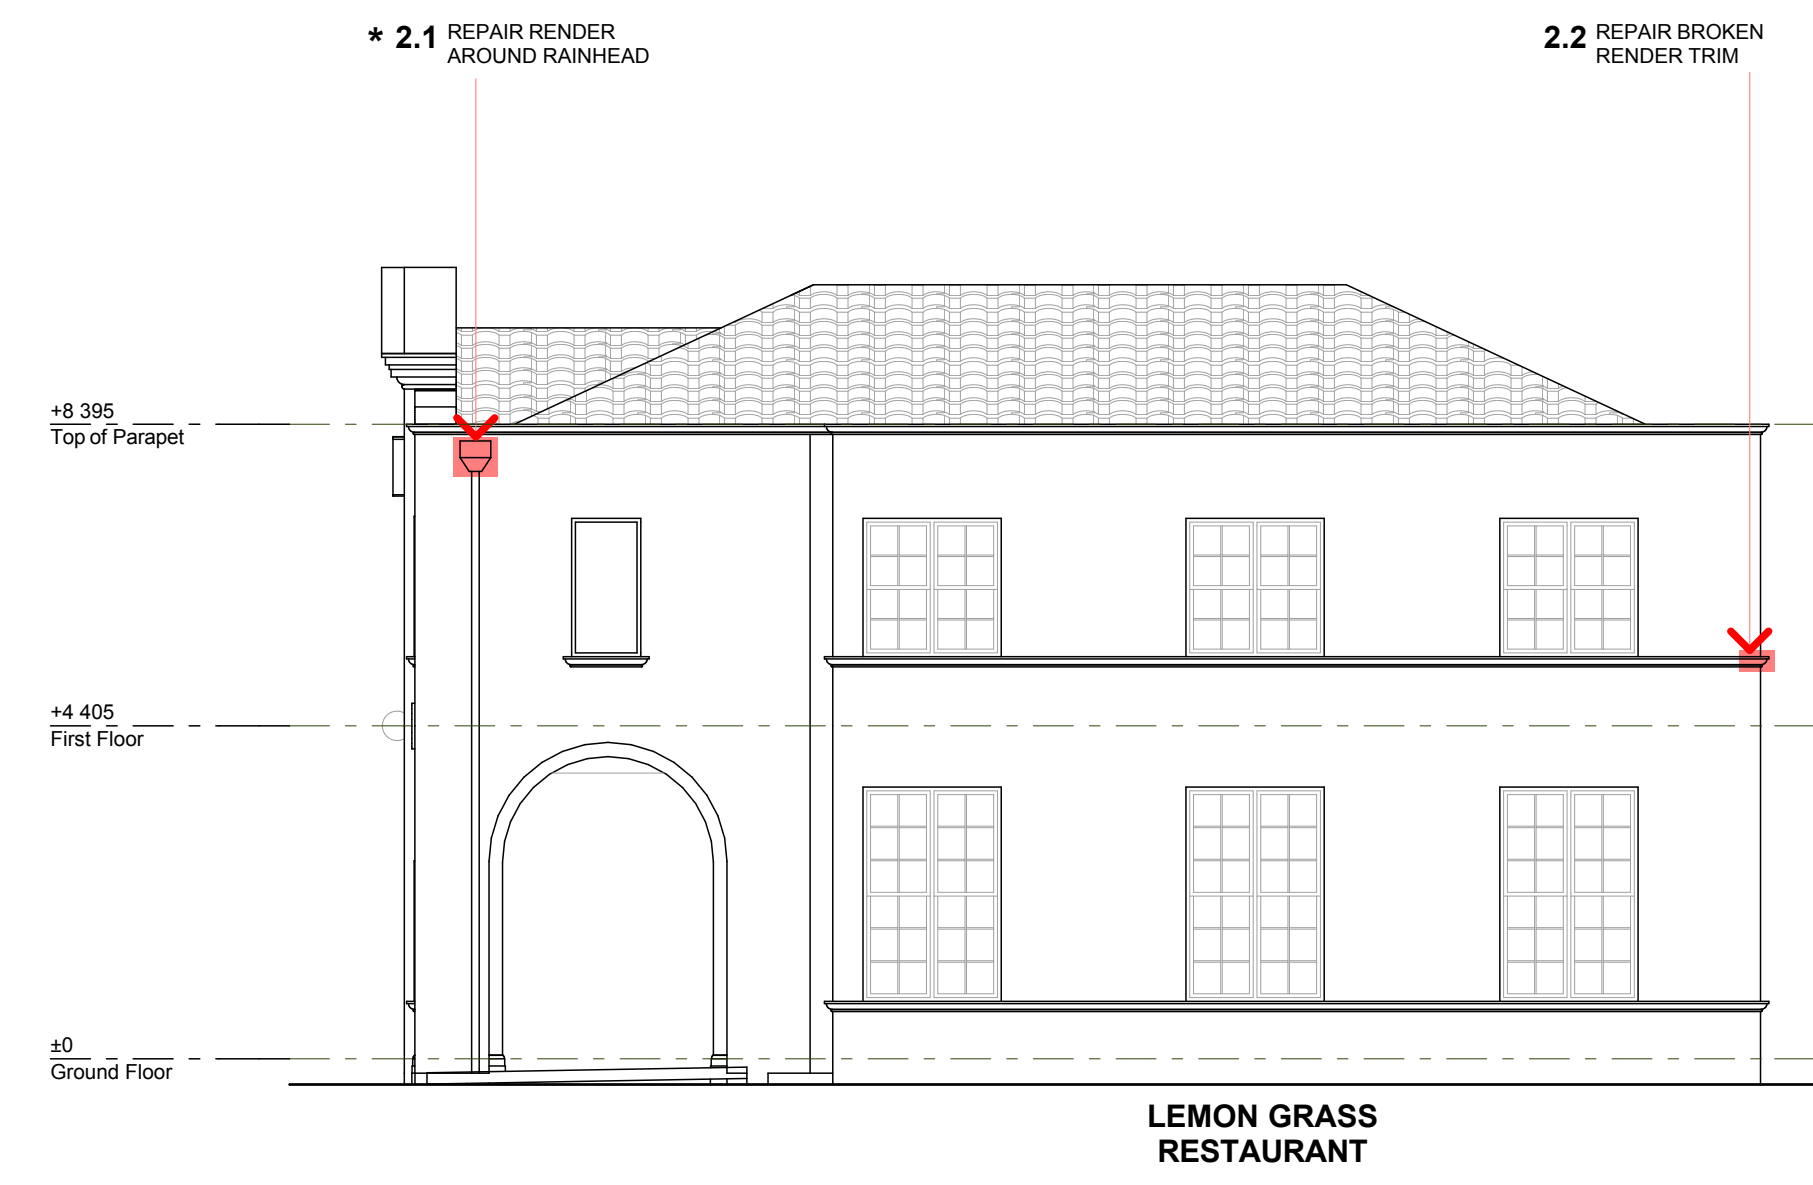 * 2.1 REPAIR RENDER
AROUND RAINHEAD
2.2 REPAIR BROKEN
RENDER TRIM
+8 395
Top of Parapet
+4 405
First Floor
±0
Ground Floor
LEMON GRASS
RESTAURANT